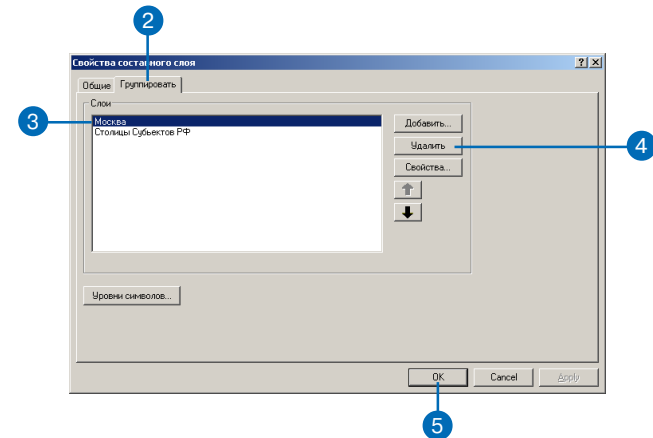 2
Свойства составного слоя
Общие Группировать
Слои
3
Москва
Столицы Субъектов РФ
Добавить...
Удалить
4
Свойства...
Уровни символов...
OK Cancel Apply
5